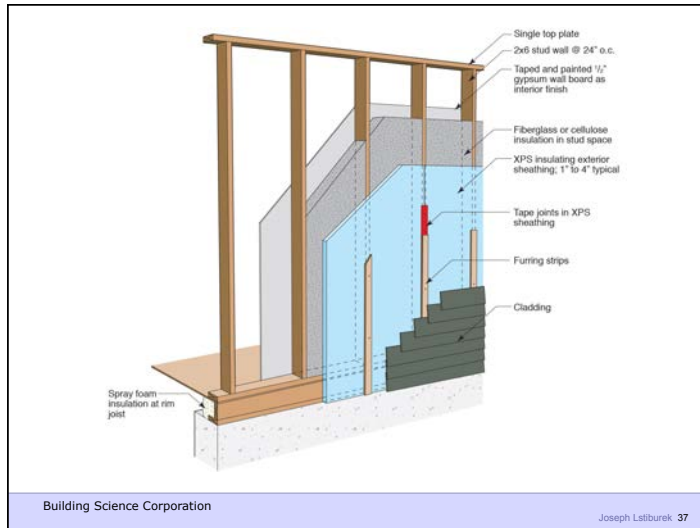 Single top plate
2x6 stud wall @ 24" o.c.
Taped and painted 1/2"
gypsum wall board as
interior finish
Fiberglass or cellulose
insulation in stud space
XPS insulating exterior
sheathing; 1" to 4" typical
Tape joints in XPS
sheathing
Furring strips
Cladding
Spray foam
insulation at rim
joist
Building Science Corporation
Joseph Lstiburek 37